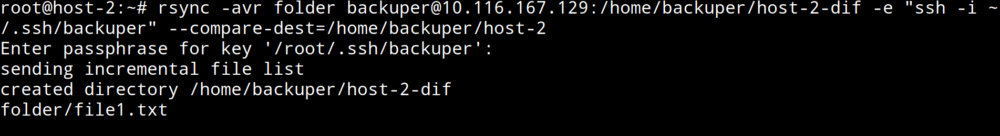 root@host-2:~# rsync -avr folder backuper@10.116.167.129:/home/backuper/host-2-dif -e "ssh -i ~
/.ssh/backuper" --compare-dest=/home/backuper/host-2
Enter passphrase for key '/root/.ssh/backuper':
sending incremental file list
created directory /home/backuper/host-2-dif
folder/file1.txt